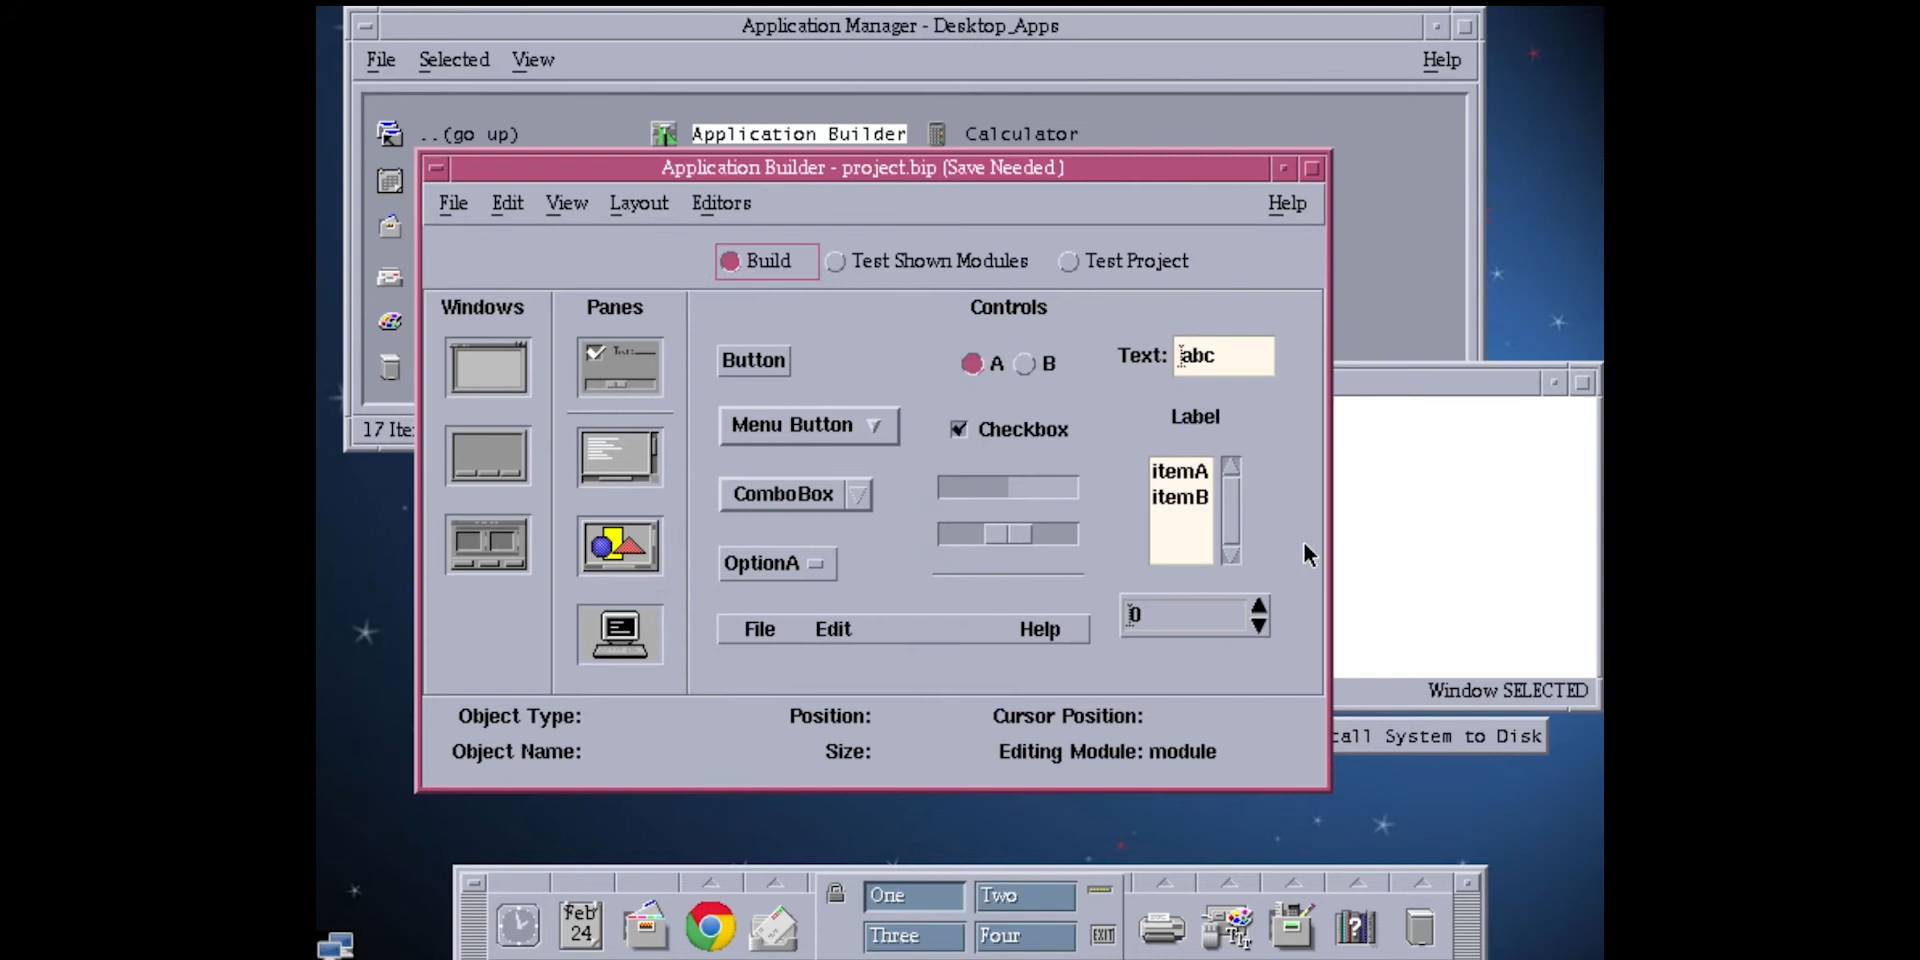 Application Manager - Desktop_Apps
File Selected View Help
..(go up) Application Builder Calculator
Application Builder - project.bip (Save Needed )
File Edit View Layout Editors Help
Build Test Shown Modules Test Project
Windows Panes Controls
Button A B Text: abc
17 Ite
Menu Button Checkbox Label
ComboBox itemA
itemB
OptionA
File Edit Help 0
Window SELECTED
Object Type: Position: Cursor Position:
call System to Disk
Object Name: Size: Editing Module: module
One Two
Feb
24
Three Four EXIT